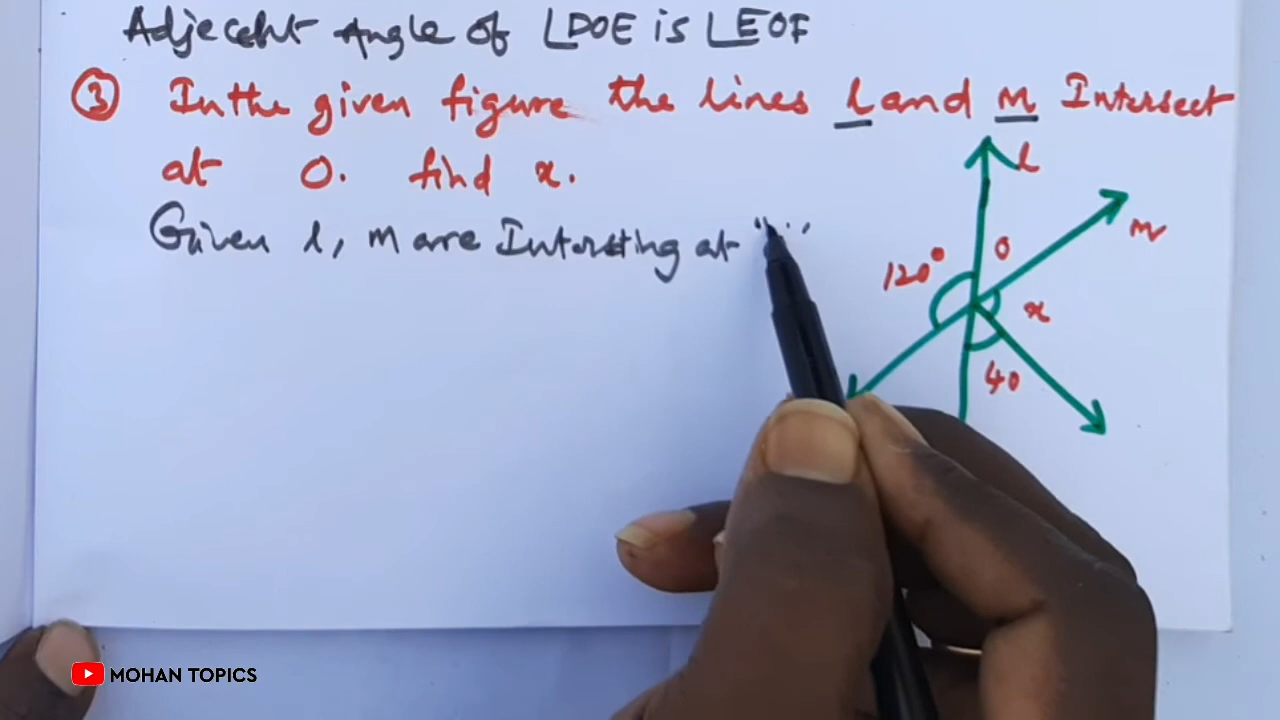 Adjecent Angle of ∠DOE is ∠EOF
③ In the given figure the lines l and m Intersect
at O. find x.
Given l, m are Intersting at "
l
m
120°
O
x
40
MOHAN TOPICS